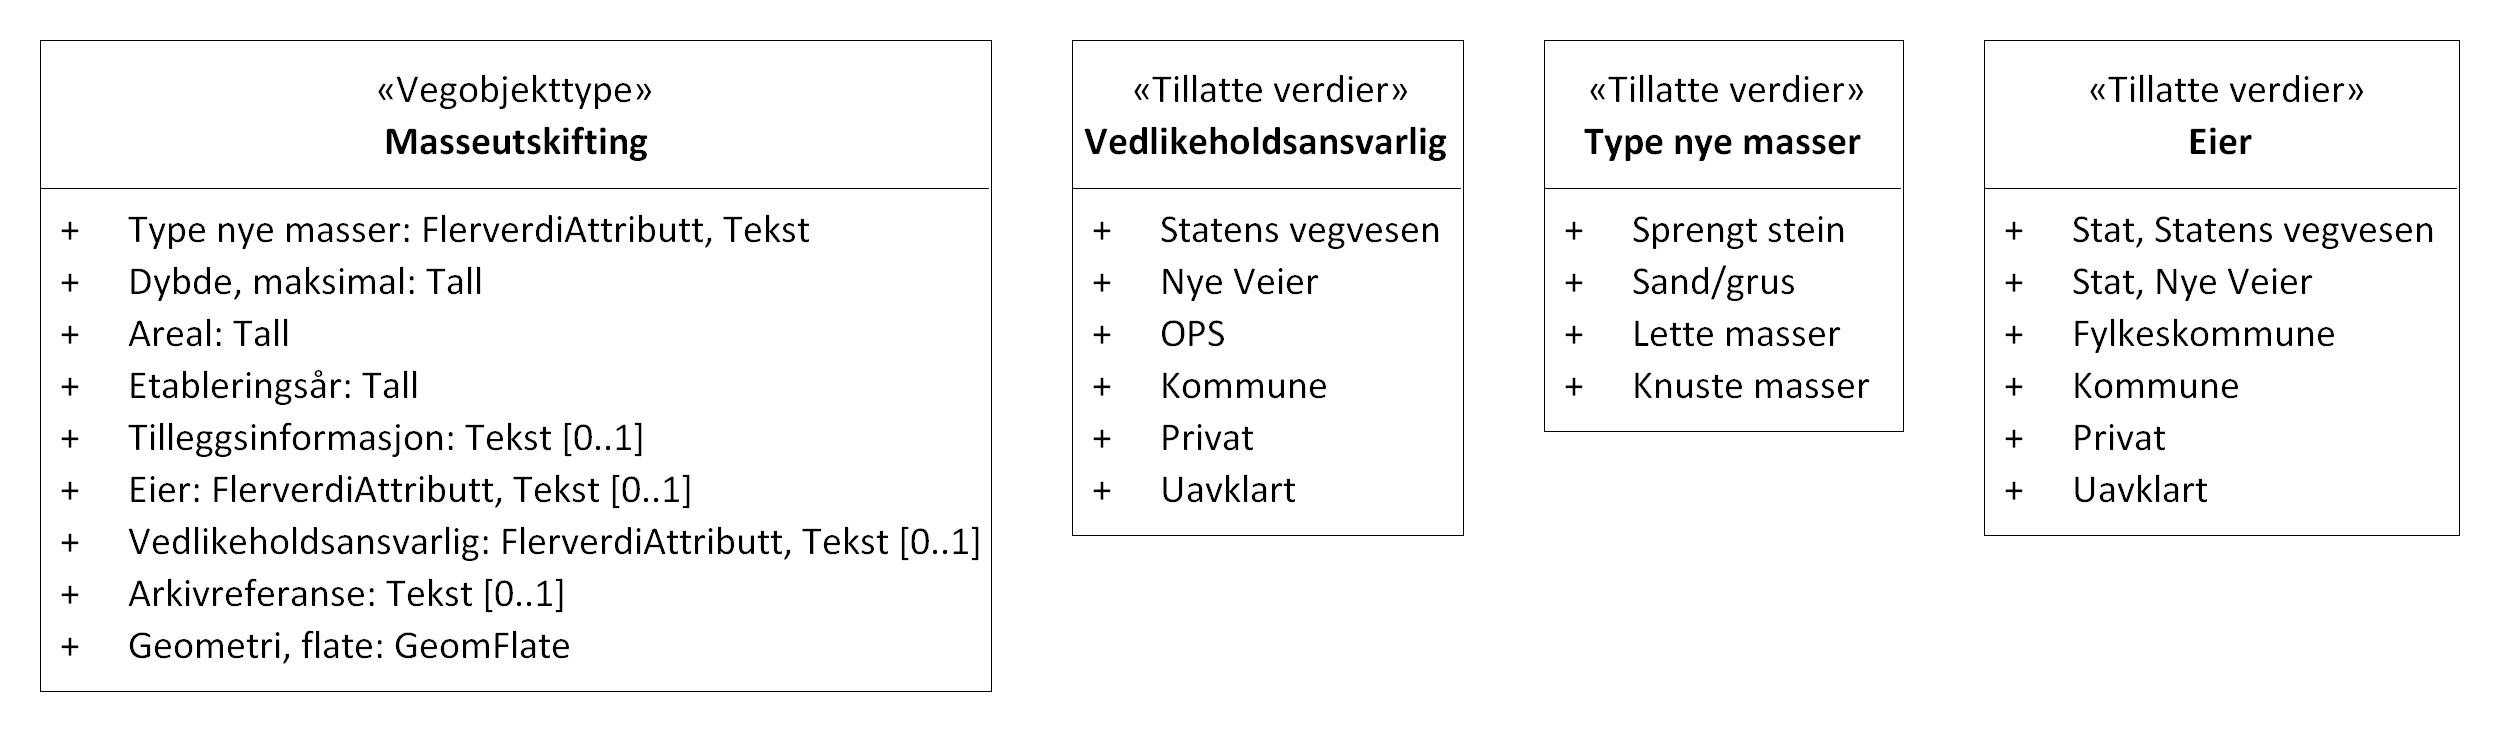 «Vegobjekttype»
Masseutskifting
+ Type nye masser: FlerverdiAttributt, Tekst
+ Dybde, maksimal: Tall
+ Areal: Tall
+ Etableringsår: Tall
+ Tilleggsinformasjon: Tekst [0..1]
+ Eier: FlerverdiAttributt, Tekst [0..1]
+ Vedlikeholdsansvarlig: FlerverdiAttributt, Tekst [0..1]
+ Arkivreferanse: Tekst [0..1]
+ Geometri, flate: GeomFlate
«Tillatte verdier»
Vedlikeholdsansvarlig
+ Statens vegvesen
+ Nye Veier
+ OPS
+ Kommune
+ Privat
+ Uavklart
«Tillatte verdier»
Type nye masser
+ Sprengt stein
+ Sand/grus
+ Lette masser
+ Knuste masser
«Tillatte verdier»
Eier
+ Stat, Statens vegvesen
+ Stat, Nye Veier
+ Fylkeskommune
+ Kommune
+ Privat
+ Uavklart